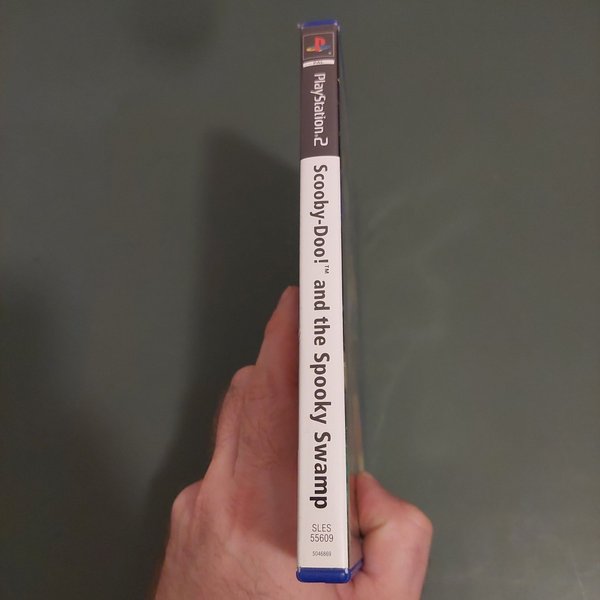 PAL
PlayStation®2
Scooby-Doo!™ and the Spooky Swamp
SLES
55609
5046869